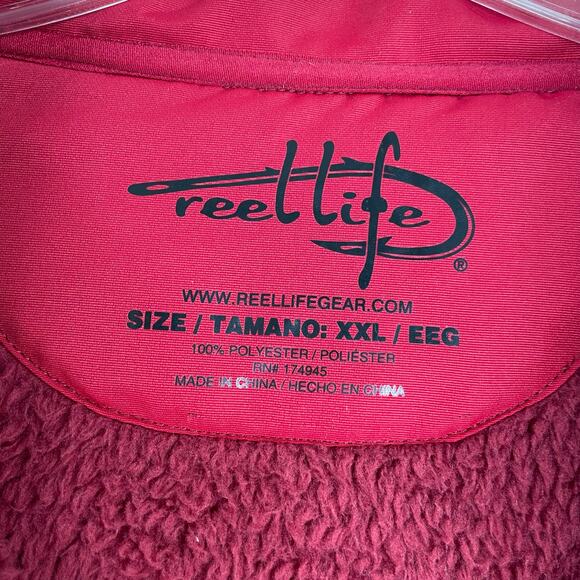 reel life
®
WWW.REELLIFEGEAR.COM
SIZE / TAMANO: XXL / EEG
100% POLYESTER / POLIÉSTER
RN# 174945
MADE IN CHINA / HECHO EN CHINA